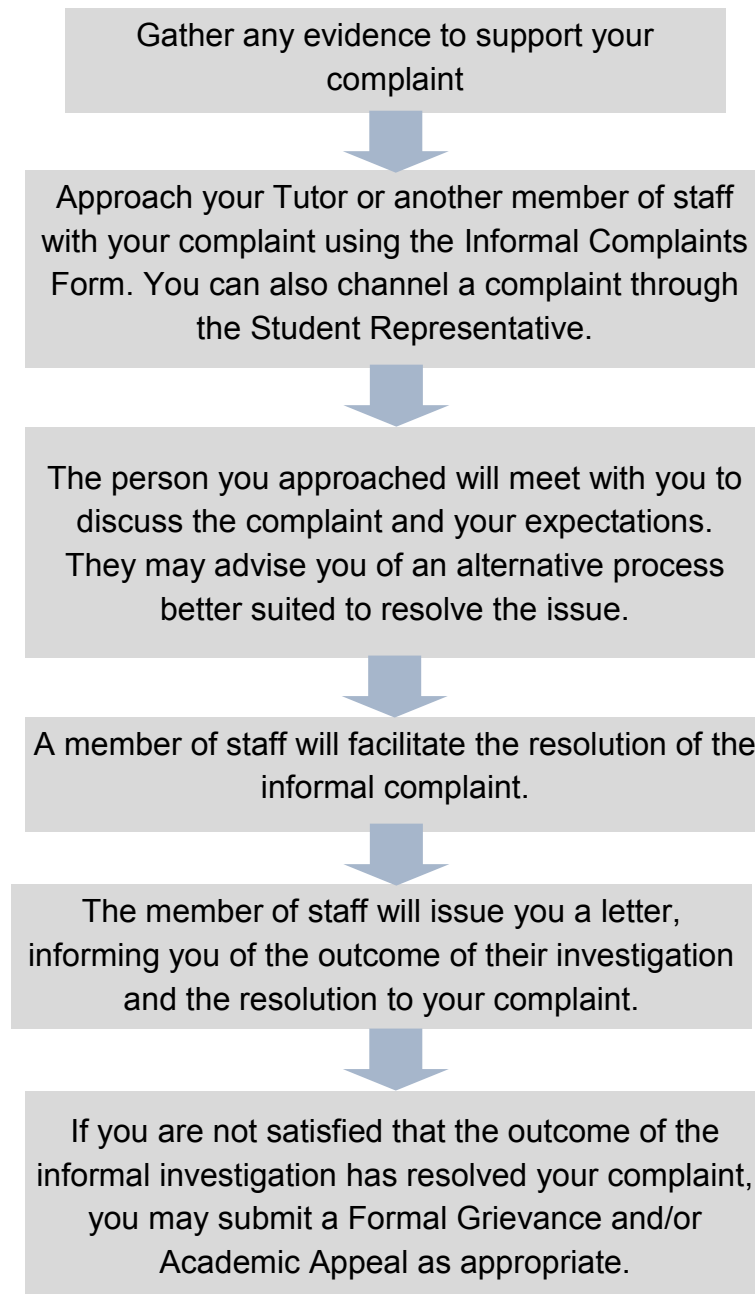 Gather any evidence to support your
complaint
Approach your Tutor or another member of staff
with your complaint using the Informal Complaints
Form. You can also channel a complaint through
the Student Representative.
The person you approached will meet with you to
discuss the complaint and your expectations.
They may advise you of an alternative process
better suited to resolve the issue.
A member of staff will facilitate the resolution of the
informal complaint.
The member of staff will issue you a letter,
informing you of the outcome of their investigation
and the resolution to your complaint.
If you are not satisfied that the outcome of the
informal investigation has resolved your complaint,
you may submit a Formal Grievance and/or
Academic Appeal as appropriate.